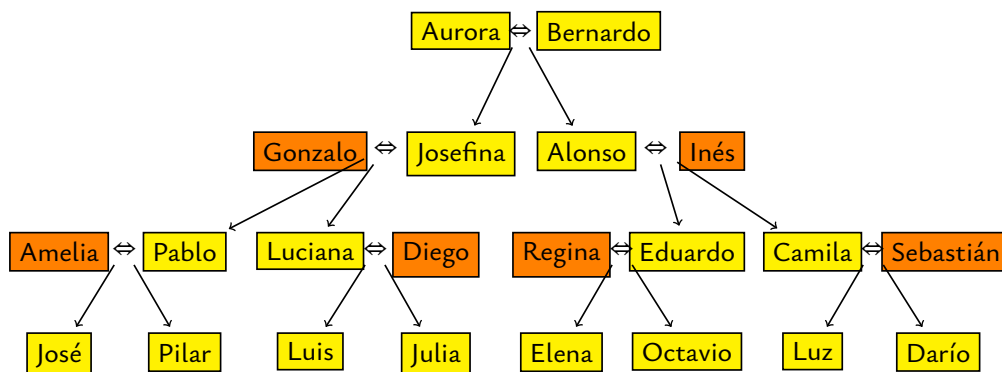 Aurora ⇔ Bernardo
Gonzalo ⇔ Josefina Alonso ⇔ Inés
Amelia ⇔ Pablo Luciana ⇔ Diego Regina ⇔ Eduardo Camila ⇔ Sebastián
José Pilar Luis Julia Elena Octavio Luz Darío